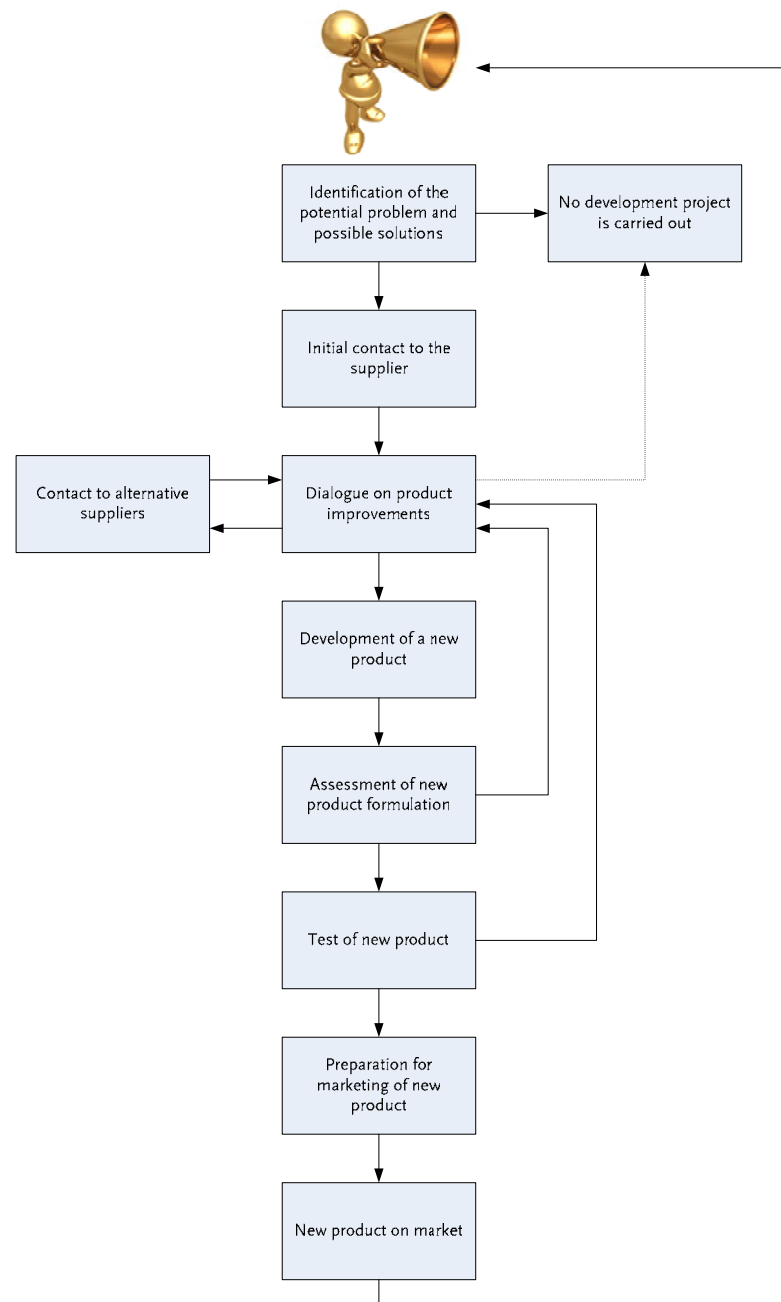 Identification of the
potential problem and
possible solutions
No development project
is carried out
Initial contact to the
supplier
Contact to alternative
suppliers
Dialogue on product
improvements
Development of a new
product
Assessment of new
product formulation
Test of new product
Preparation for
marketing of new
product
New product on market